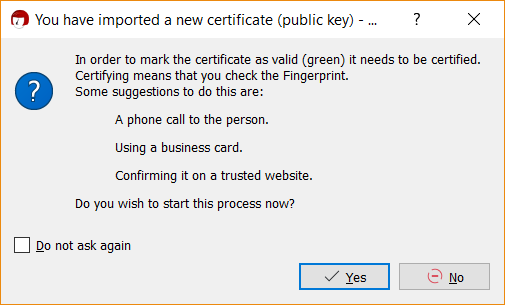 You have imported a new certificate (public key) - ...
In order to mark the certificate as valid (green) it needs to be certified.
Certifying means that you check the Fingerprint.
Some suggestions to do this are:
A phone call to the person.
Using a business card.
Confirming it on a trusted website.
Do you wish to start this process now?
Do not ask again
Yes
No